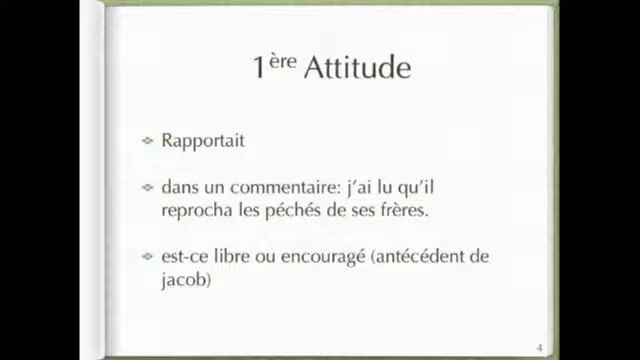 1ère Attitude
Rapportait
dans un commentaire: j'ai lu qu'il
reprocha les péchés de ses frères.
est-ce libre ou encouragé (antécédent de
jacob)
4